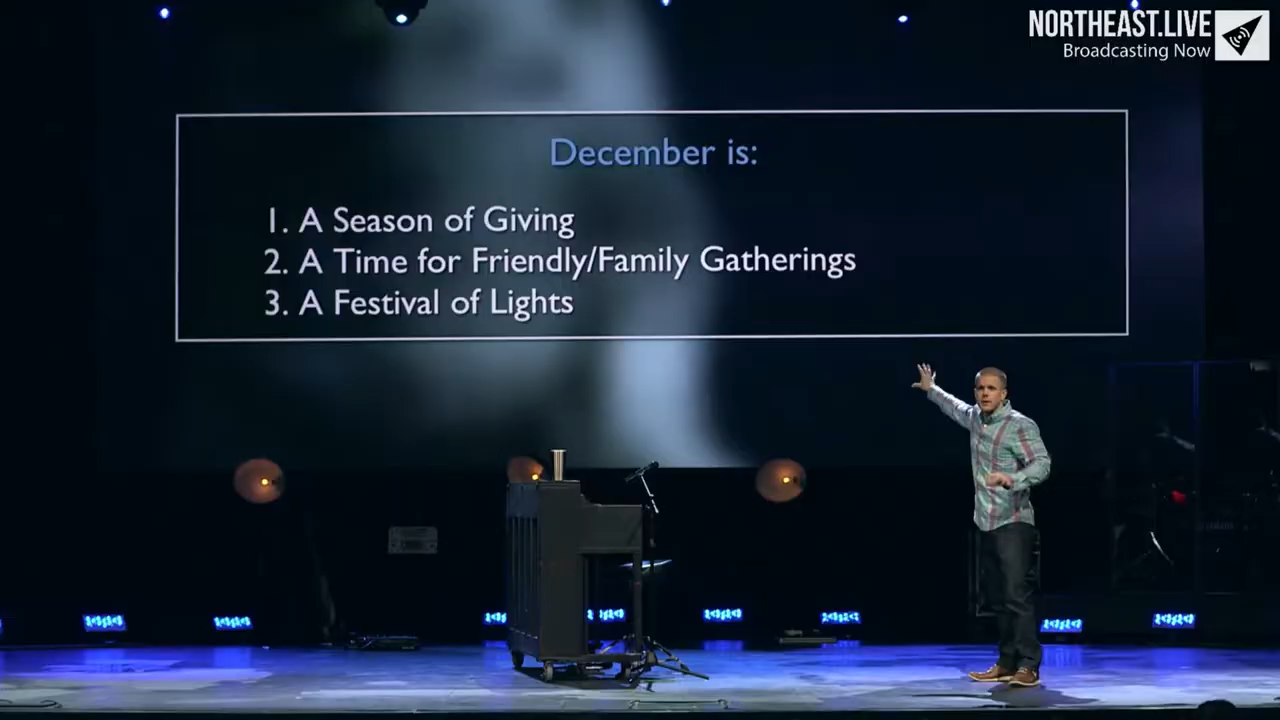 NORTHEAST.LIVE
Broadcasting Now
December is:
1. A Season of Giving
2. A Time for Friendly/Family Gatherings
3. A Festival of Lights